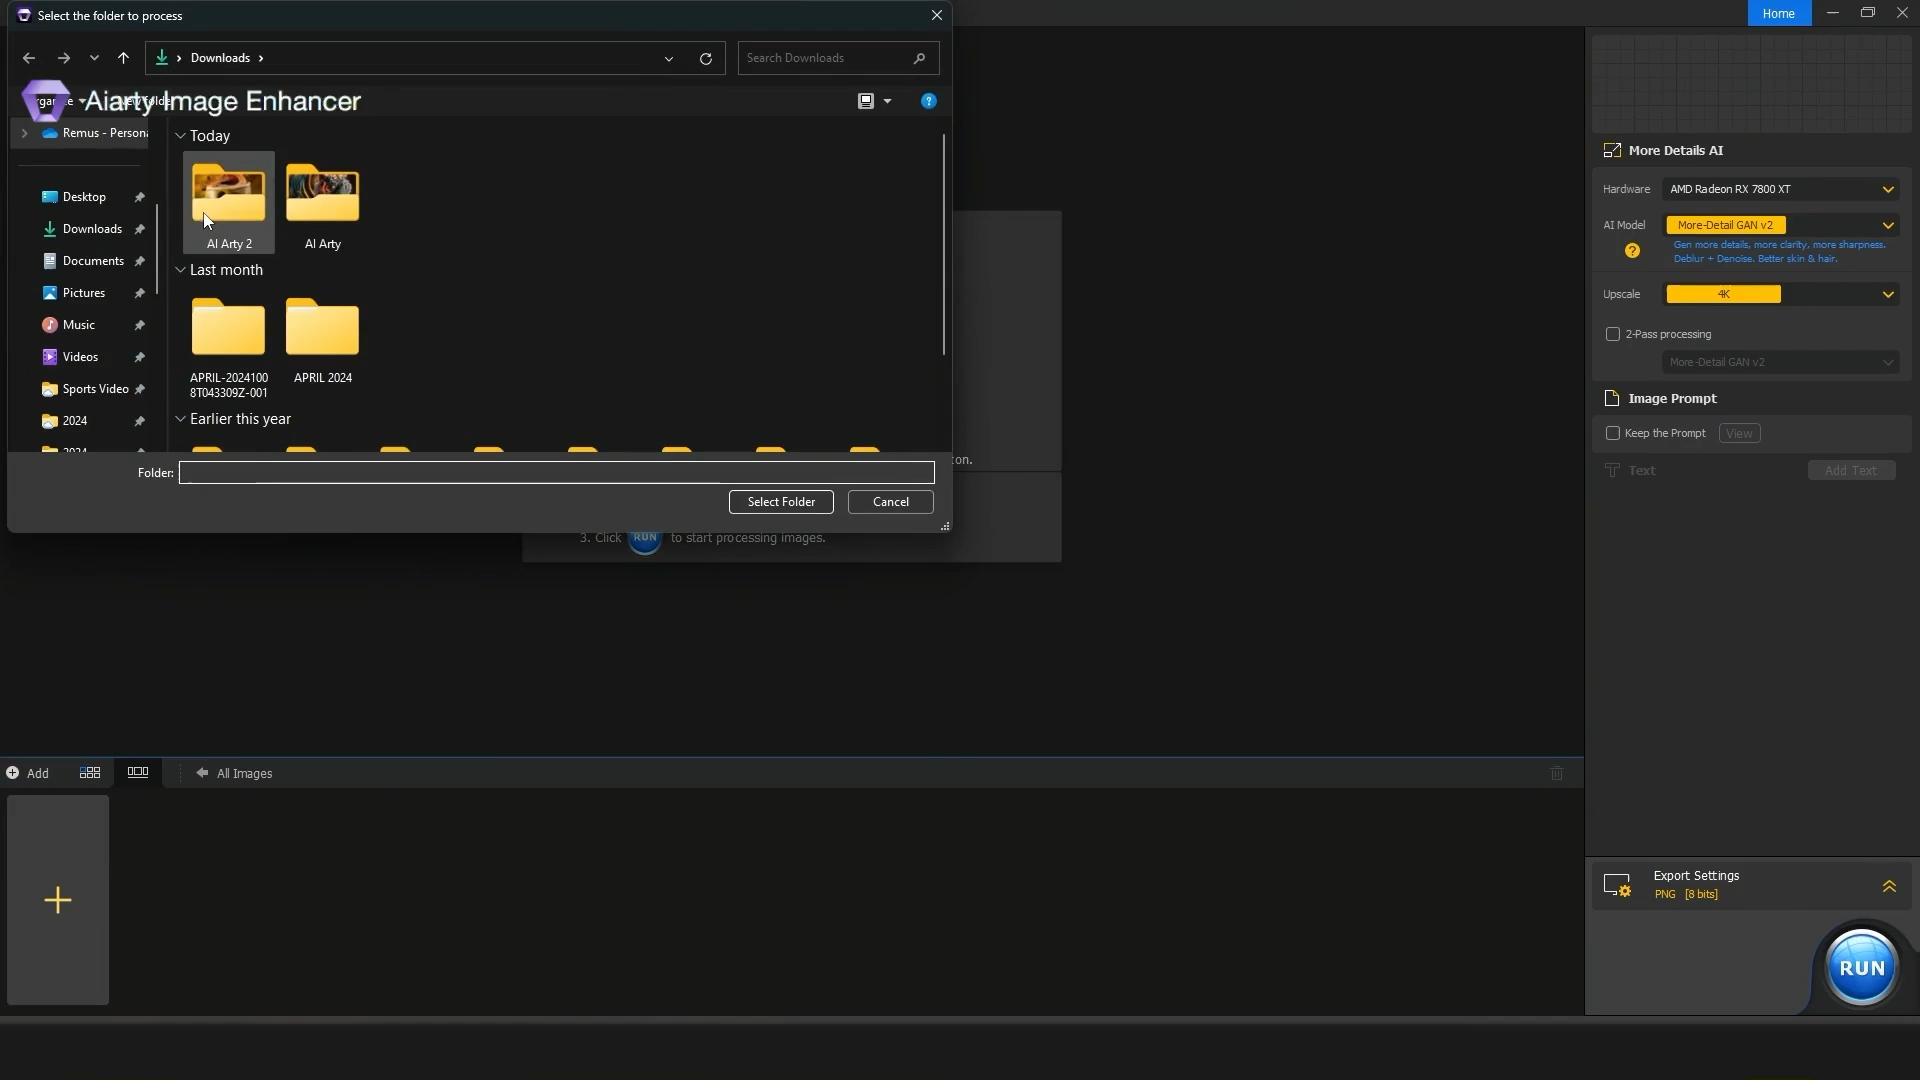 Select the folder to process
Home
Downloads
Search Downloads
Aiarty Image Enhancer
Remus - Persona
Today
Desktop
Downloads
Documents
Pictures
Music
Videos
Sports Video
2024
AI Arty 2
AI Arty
Last month
APRIL-2024100
8T043309Z-001
APRIL 2024
Earlier this year
Folder:
Select Folder
Cancel
3. Click RUN to start processing images.
More Details AI
Hardware AMD Radeon RX 7800 XT
AI Model More-Detail GAN v2
Gen more details, more clarity, more sharpness.
Deblur + Denoise. Better skin & hair.
Upscale 4K
2-Pass processing
More-Detail GAN v2
Image Prompt
Keep the Prompt View
Text Add Text
Add
All Images
Export Settings
PNG [8 bits]
RUN